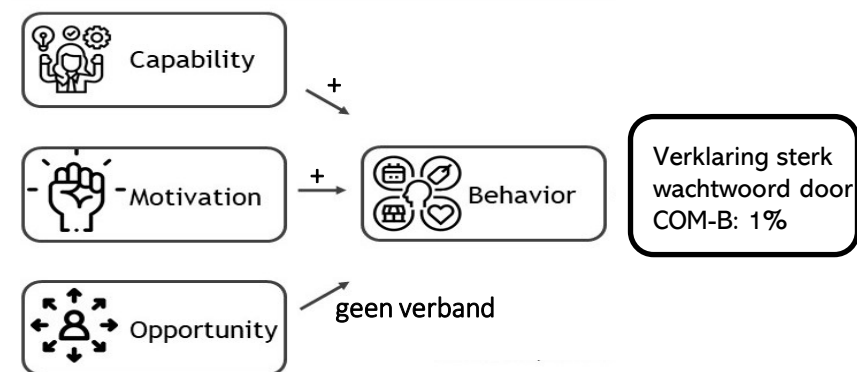 Capability
+
Motivation
+
Behavior
Verklaring sterk
wachtwoord door
COM-B: 1%
Opportunity
geen verband